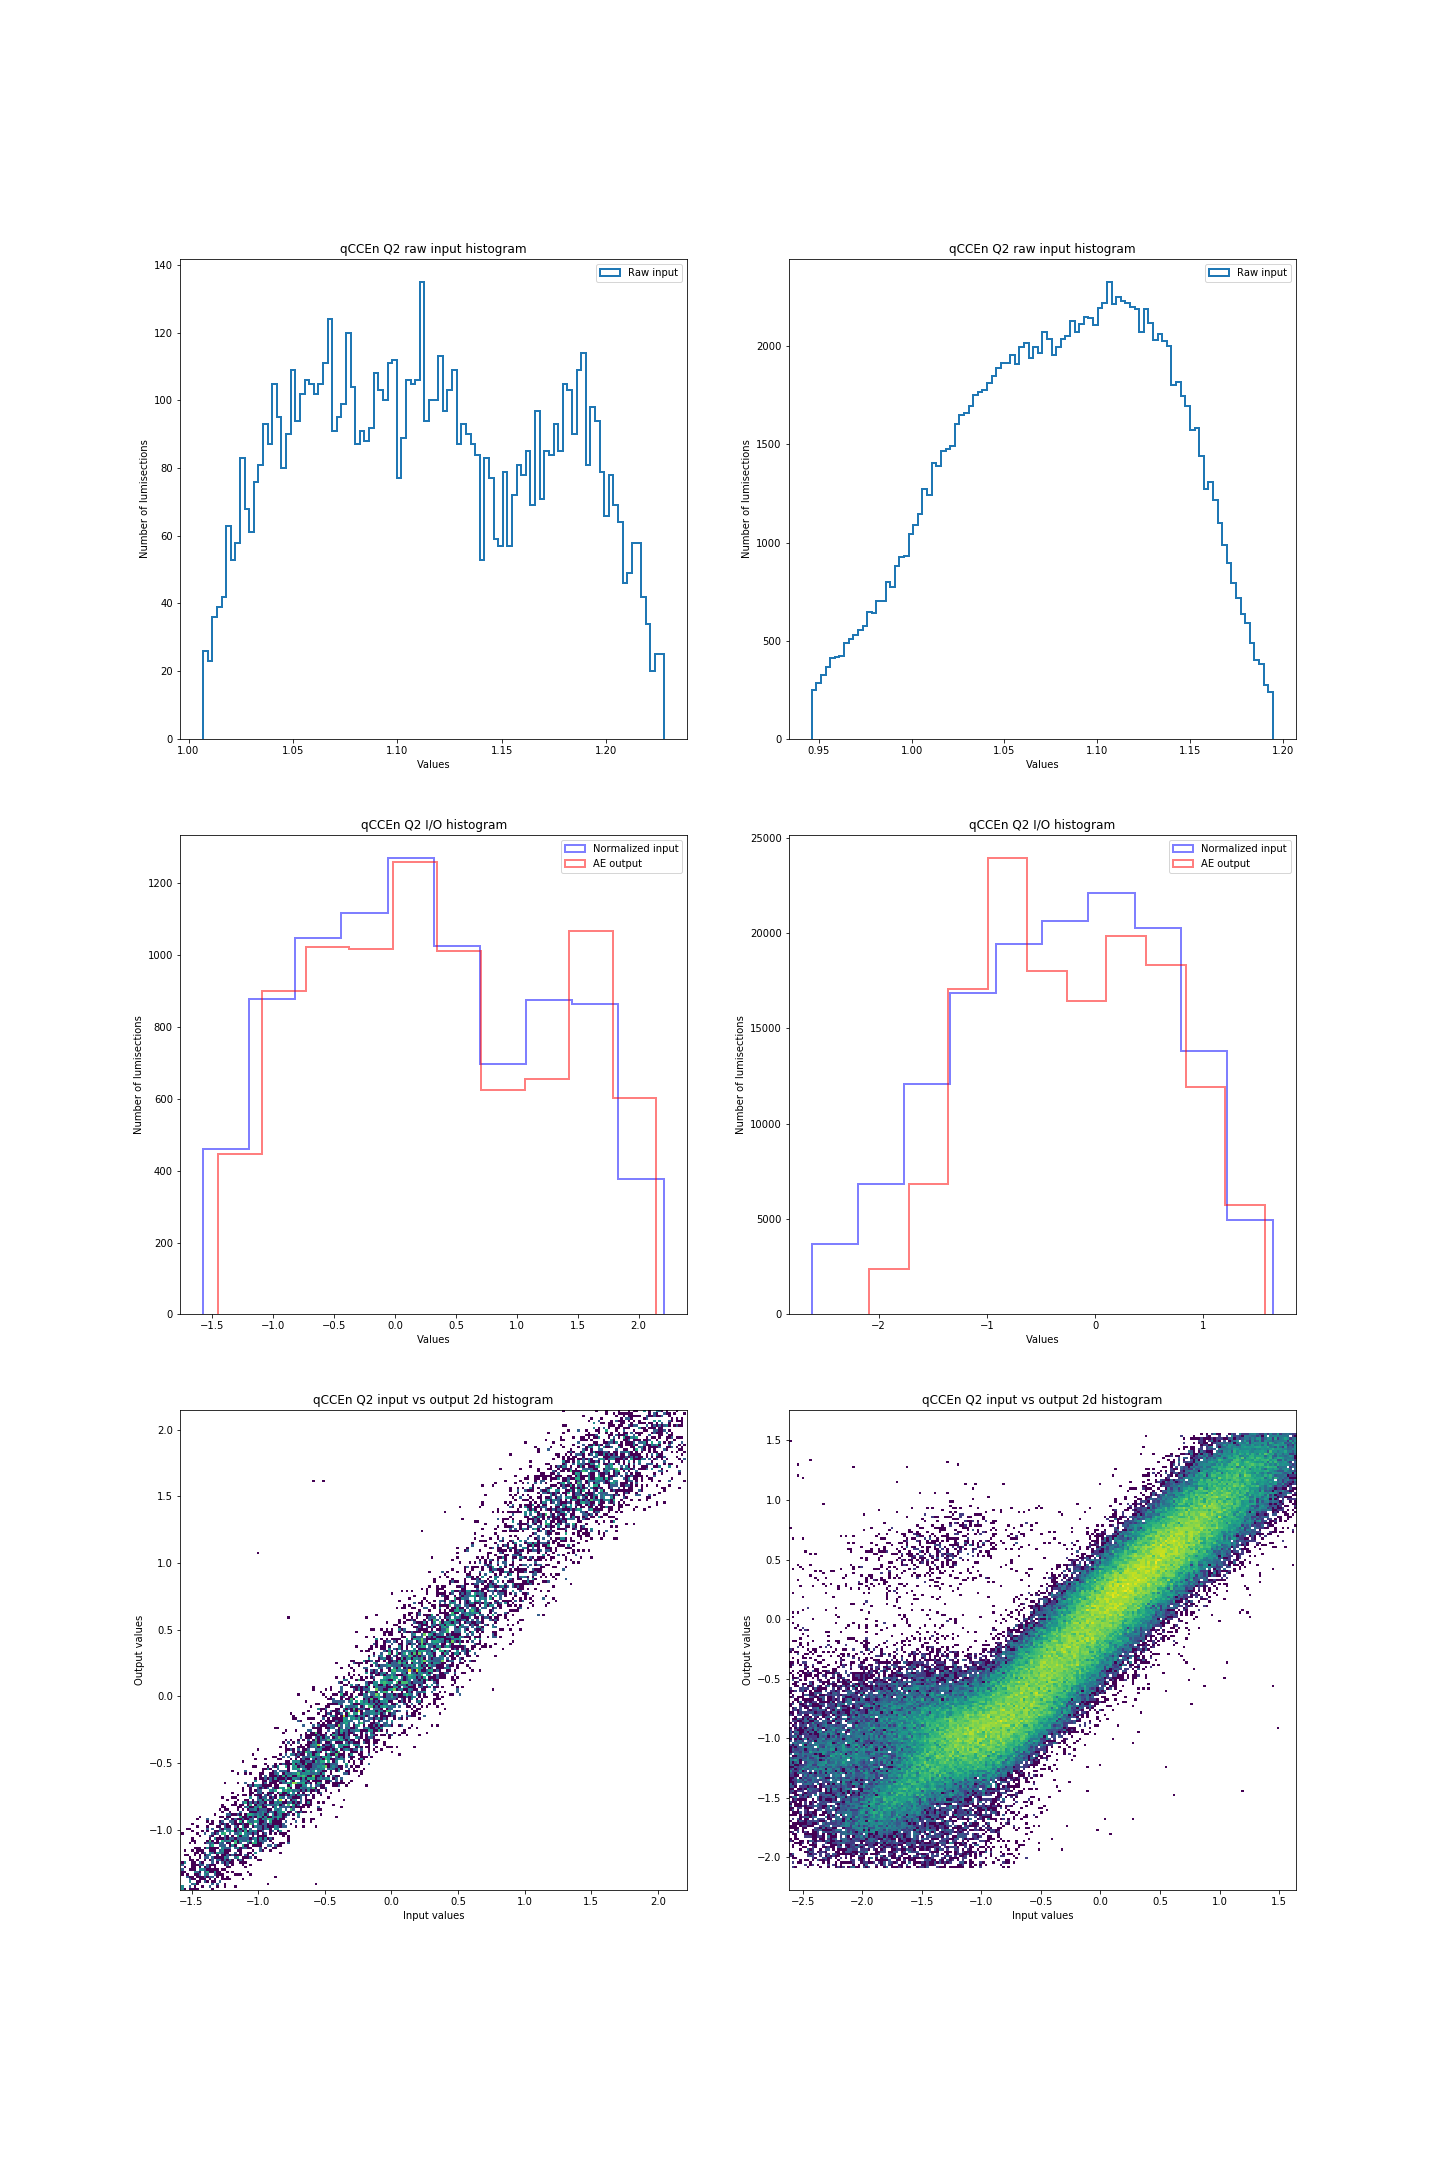 qCCEn Q2 raw input histogram
Raw input
140
120
100
80
60
40
20
0
Number of lumisections
1.00 1.05 1.10 1.15 1.20
Values
qCCEn Q2 raw input histogram
Raw input
2000
1500
1000
500
0
Number of lumisections
0.95 1.00 1.05 1.10 1.15 1.20
Values
qCCEn Q2 I/O histogram
Normalized input
AE output
1200
1000
800
600
400
200
0
Number of lumisections
−1.5 −1.0 −0.5 0.0 0.5 1.0 1.5 2.0
Values
qCCEn Q2 I/O histogram
Normalized input
AE output
25000
20000
15000
10000
5000
0
Number of lumisections
−2 −1 0 1
Values
qCCEn Q2 input vs output 2d histogram
2.0
1.5
1.0
0.5
0.0
−0.5
−1.0
Output values
−1.5 −1.0 −0.5 0.0 0.5 1.0 1.5 2.0
Input values
qCCEn Q2 input vs output 2d histogram
1.5
1.0
0.5
0.0
−0.5
−1.0
−1.5
−2.0
Output values
−2.5 −2.0 −1.5 −1.0 −0.5 0.0 0.5 1.0 1.5
Input values